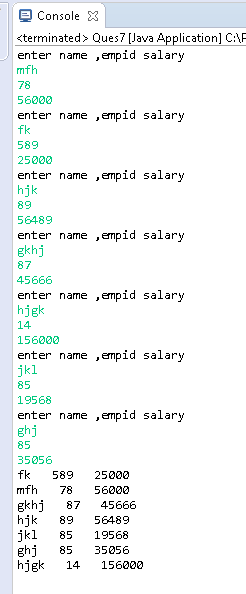 Console
<terminated> Ques7 [Java Application] C:\P
enter name ,empid salary
mfh
78
56000
enter name ,empid salary
fk
589
25000
enter name ,empid salary
hjk
89
56489
enter name ,empid salary
gkhj
87
45666
enter name ,empid salary
hjgk
14
156000
enter name ,empid salary
jkl
85
19568
enter name ,empid salary
ghj
85
35056
fk   589   25000
mfh   78   56000
gkhj   87   45666
hjk   89   56489
jkl   85   19568
ghj   85   35056
hjgk   14   156000